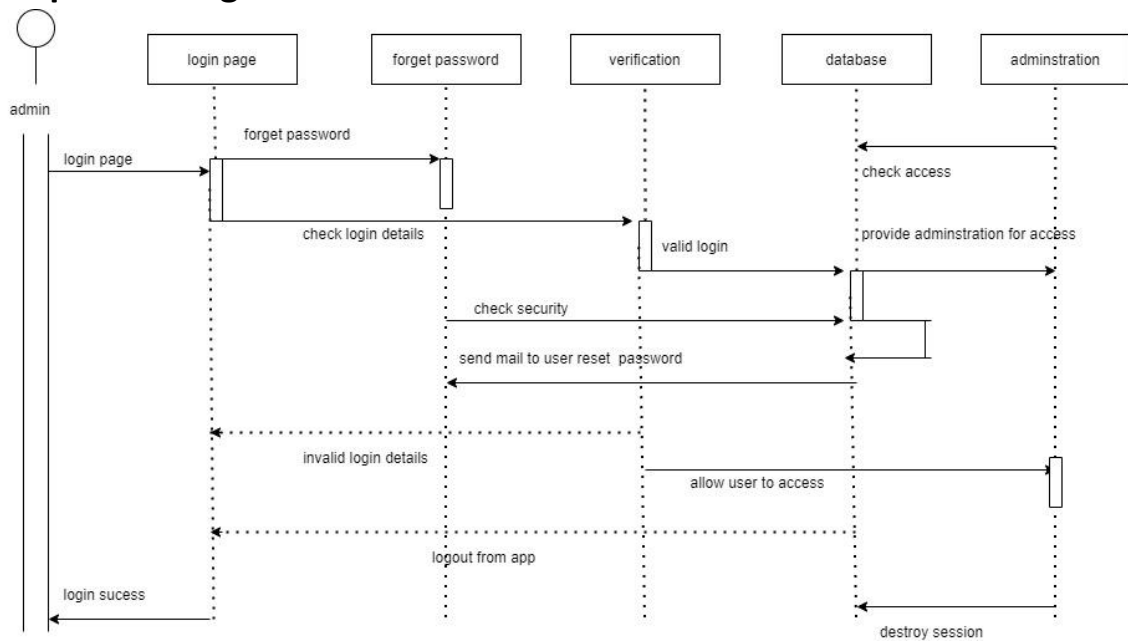 login page
forget password
verification
database
adminstration
admin
forget password
login page
check access
check login details
valid login
provide adminstration for access
check security
send mail to user reset password
invalid login details
allow user to access
logout from app
login sucess
destroy session